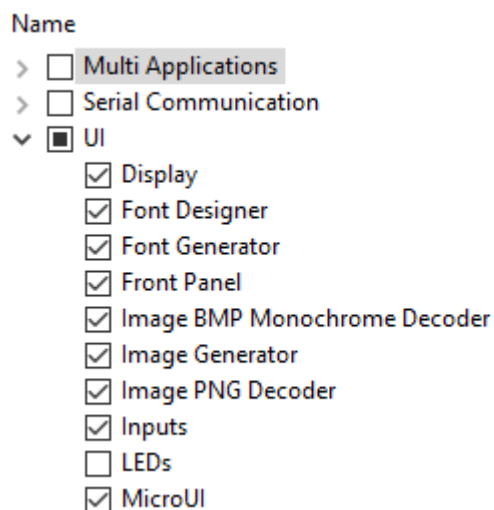 Name
Multi Applications
Serial Communication
UI
Display
Font Designer
Font Generator
Front Panel
Image BMP Monochrome Decoder
Image Generator
Image PNG Decoder
Inputs
LEDs
MicroUI